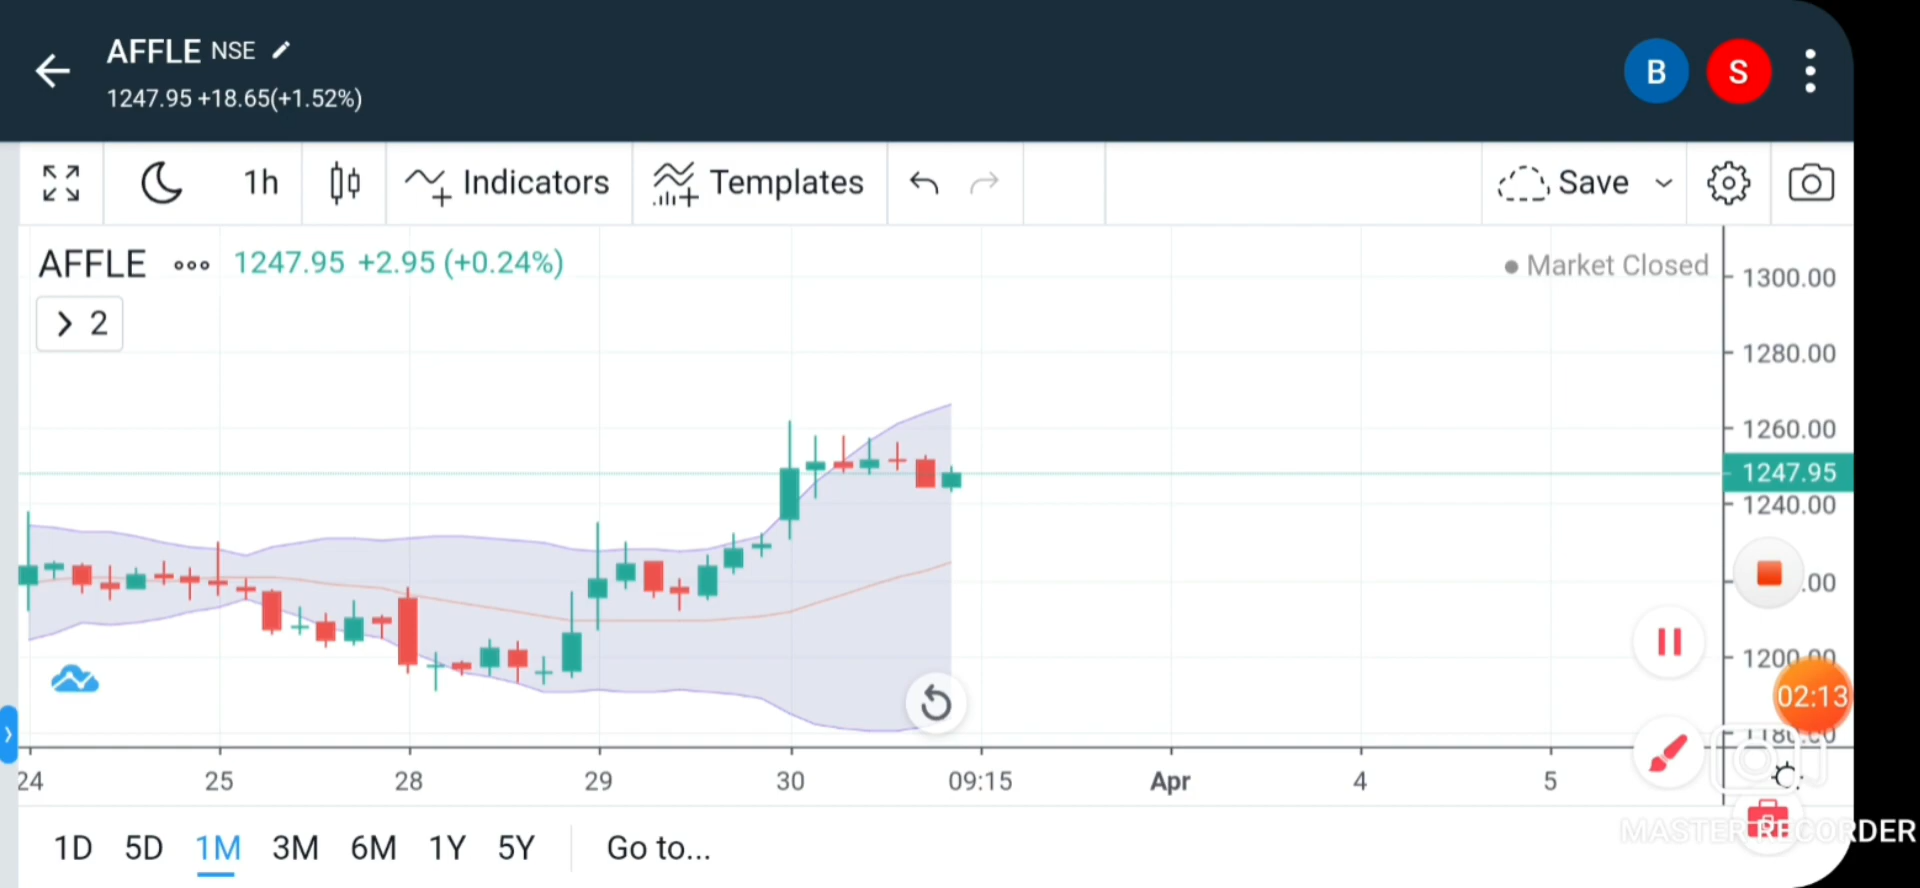 AFFLE NSE
1247.95 +18.65(+1.52%)
B S
1h Indicators Templates Save
AFFLE 1247.95 +2.95 (+0.24%)
Market Closed
2
1300.00
1280.00
1260.00
1247.95
1240.00
.00
1200.00
02:13
24 25 28 29 30 09:15 Apr 4 5
1D 5D 1M 3M 6M 1Y 5Y Go to...
MASTER RECORDER